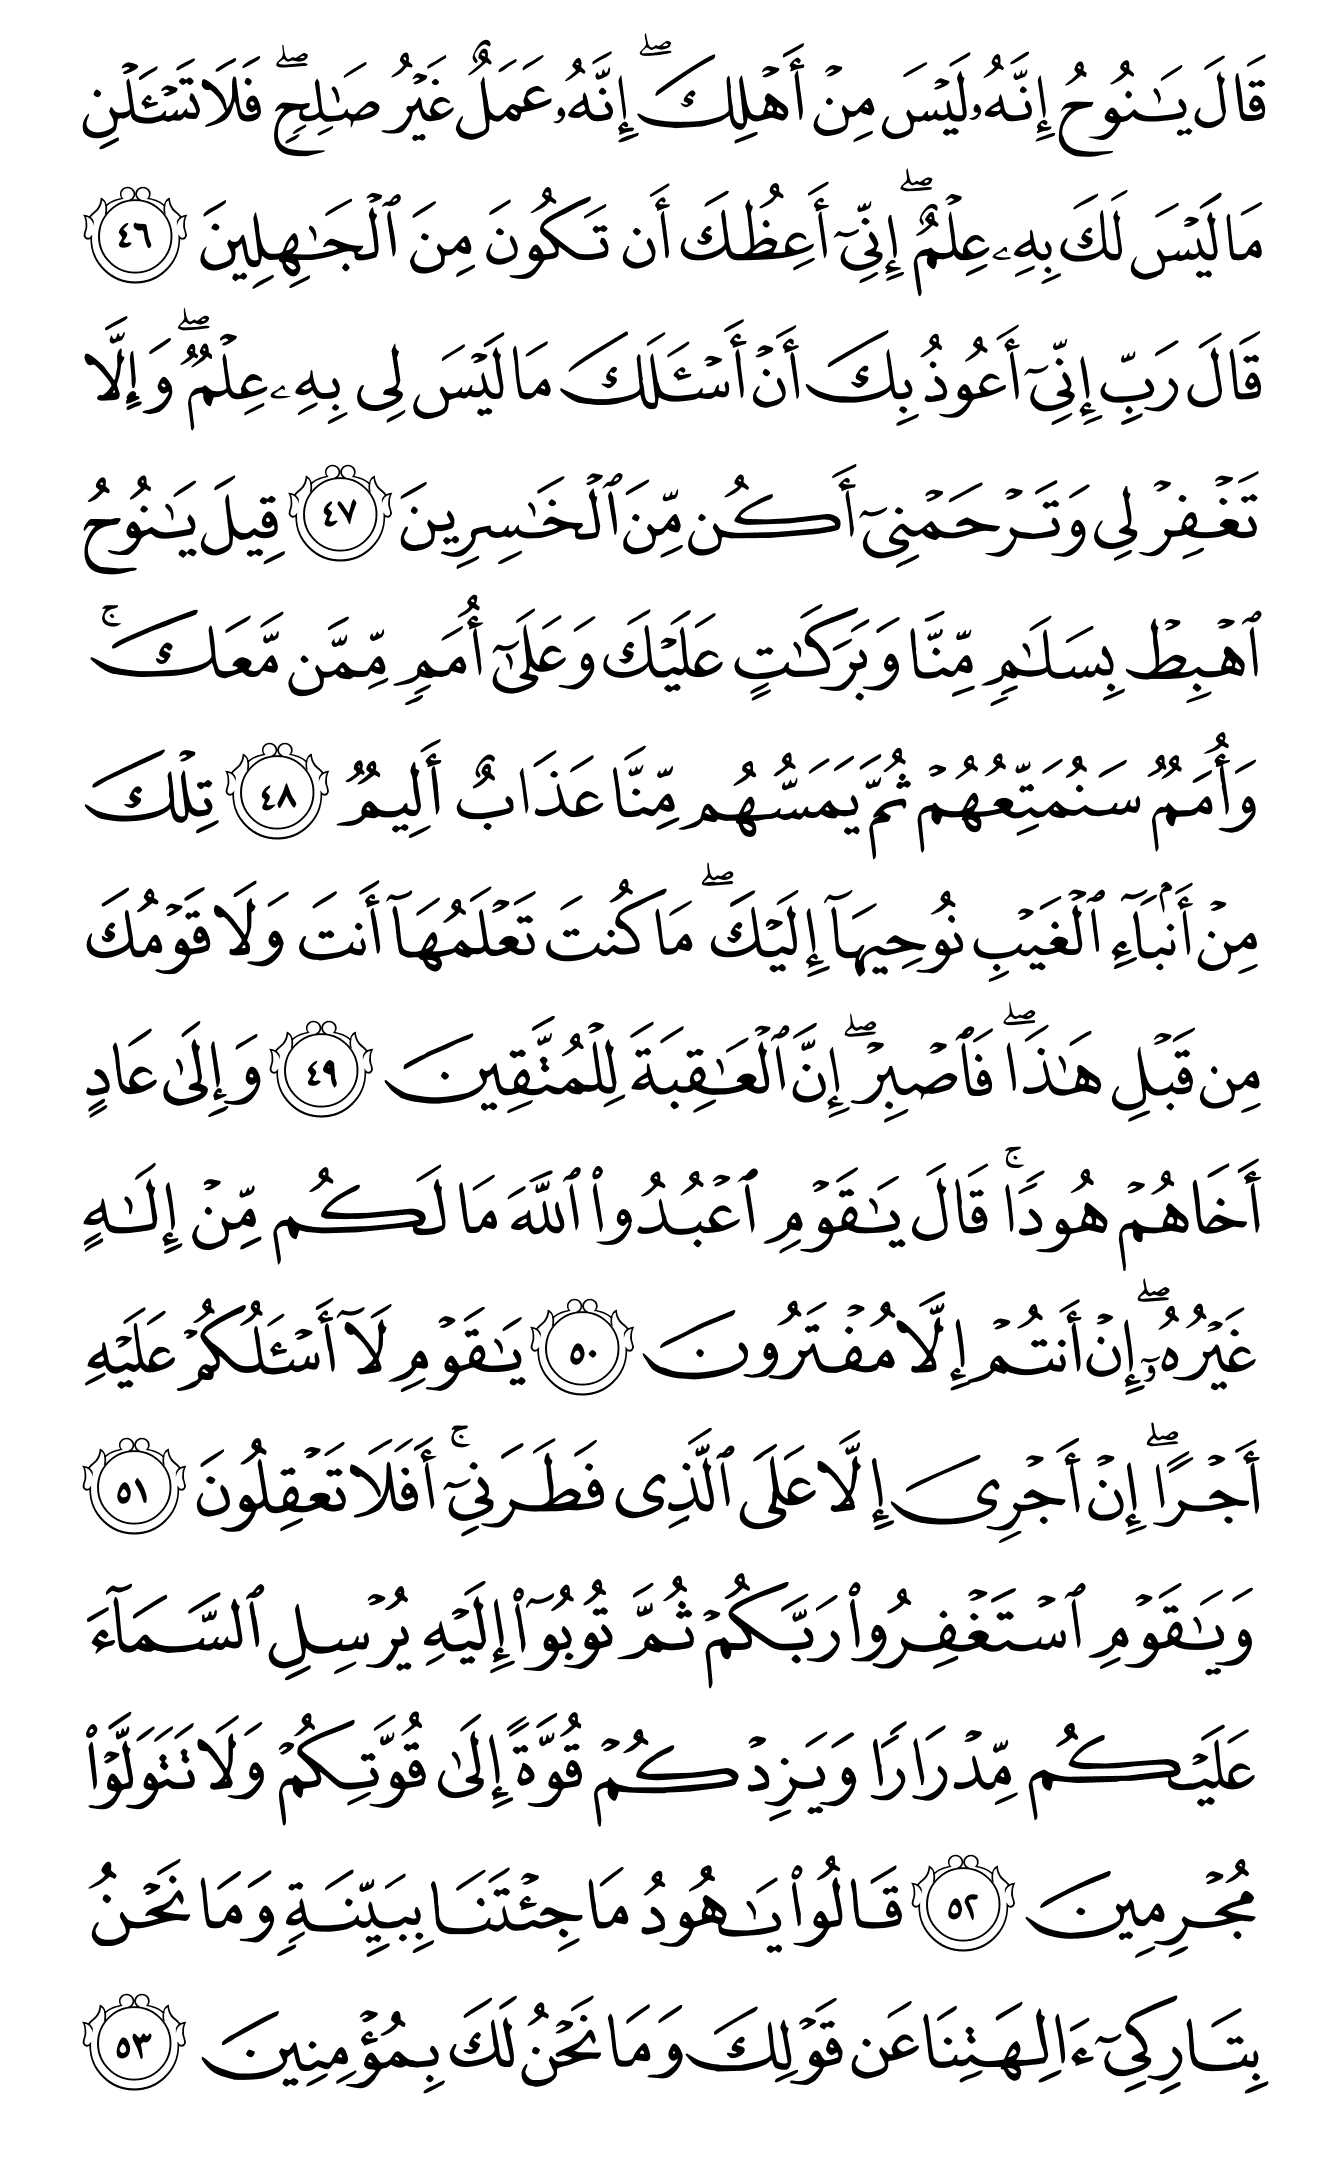 قَالَ يَـٰنُوحُ إِنَّهُۥ لَيۡسَ مِنۡ أَهۡلِكَۖ إِنَّهُۥ عَمَلٌ غَيۡرُ صَـٰلِحٖۖ فَلَا تَسۡـَٔلۡنِ
مَا لَيۡسَ لَكَ بِهِۦ عِلۡمٌۖ إِنِّيٓ أَعِظُكَ أَن تَكُونَ مِنَ ٱلۡجَـٰهِلِينَ ٤٦
قَالَ رَبِّ إِنِّيٓ أَعُوذُ بِكَ أَنۡ أَسۡـَٔلَكَ مَا لَيۡسَ لِي بِهِۦ عِلۡمٞۖ وَإِلَّا
تَغۡفِرۡ لِي وَتَرۡحَمۡنِيٓ أَكُن مِّنَ ٱلۡخَـٰسِرِينَ ٤٧ قِيلَ يَـٰنُوحُ
ٱهۡبِطۡ بِسَلَـٰمٖ مِّنَّا وَبَرَكَـٰتٍ عَلَيۡكَ وَعَلَىٰٓ أُمَمٖ مِّمَّن مَّعَكَۚ
وَأُمَمٞ سَنُمَتِّعُهُمۡ ثُمَّ يَمَسُّهُم مِّنَّا عَذَابٌ أَلِيمٞ ٤٨ تِلۡكَ
مِنۡ أَنۢبَآءِ ٱلۡغَيۡبِ نُوحِيهَآ إِلَيۡكَۖ مَا كُنتَ تَعۡلَمُهَآ أَنتَ وَلَا قَوۡمُكَ
مِن قَبۡلِ هَـٰذَاۖ فَٱصۡبِرۡۖ إِنَّ ٱلۡعَـٰقِبَةَ لِلۡمُتَّقِينَ ٤٩ وَإِلَىٰ عَادٍ
أَخَاهُمۡ هُودٗاۚ قَالَ يَـٰقَوۡمِ ٱعۡبُدُواْ ٱللَّهَ مَا لَكُم مِّنۡ إِلَـٰهٍ
غَيۡرُهُۥٓۖ إِنۡ أَنتُمۡ إِلَّا مُفۡتَرُونَ ٥٠ يَـٰقَوۡمِ لَآ أَسۡـَٔلُكُمۡ عَلَيۡهِ
أَجۡرًاۖ إِنۡ أَجۡرِيَ إِلَّا عَلَى ٱلَّذِي فَطَرَنِيٓۚ أَفَلَا تَعۡقِلُونَ ٥١
وَيَـٰقَوۡمِ ٱسۡتَغۡفِرُواْ رَبَّكُمۡ ثُمَّ تُوبُوٓاْ إِلَيۡهِ يُرۡسِلِ ٱلسَّمَآءَ
عَلَيۡكُم مِّدۡرَارٗا وَيَزِدۡكُمۡ قُوَّةً إِلَىٰ قُوَّتِكُمۡ وَلَا تَتَوَلَّوۡاْ
مُجۡرِمِينَ ٥٢ قَالُواْ يَـٰهُودُ مَا جِئۡتَنَا بِبَيِّنَةٖ وَمَا نَحۡنُ
بِتَارِكِيٓ ءَالِهَتِنَا عَن قَوۡلِكَ وَمَا نَحۡنُ لَكَ بِمُؤۡمِنِينَ ٥٣